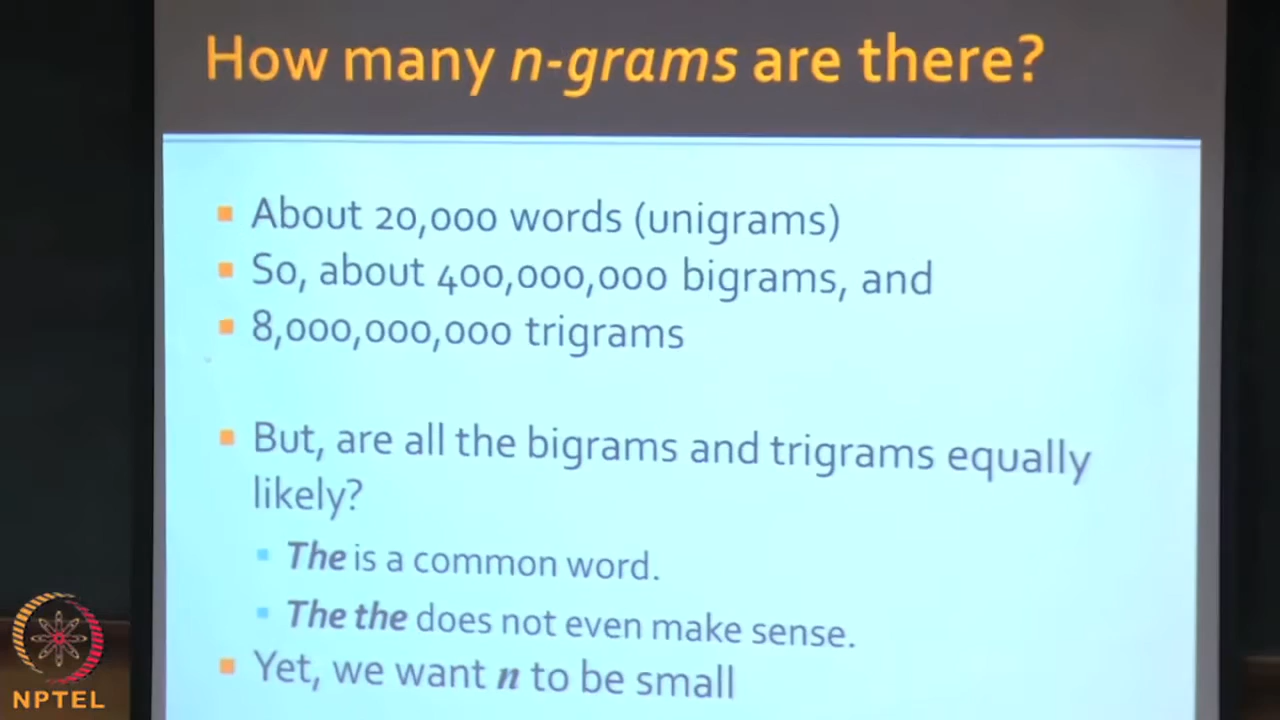 How many n-grams are there?
About 20,000 words (unigrams)
So, about 400,000,000 bigrams, and
8,000,000,000 trigrams
But, are all the bigrams and trigrams equally
likely?
The is a common word.
The the does not even make sense.
Yet, we want n to be small
NPTEL